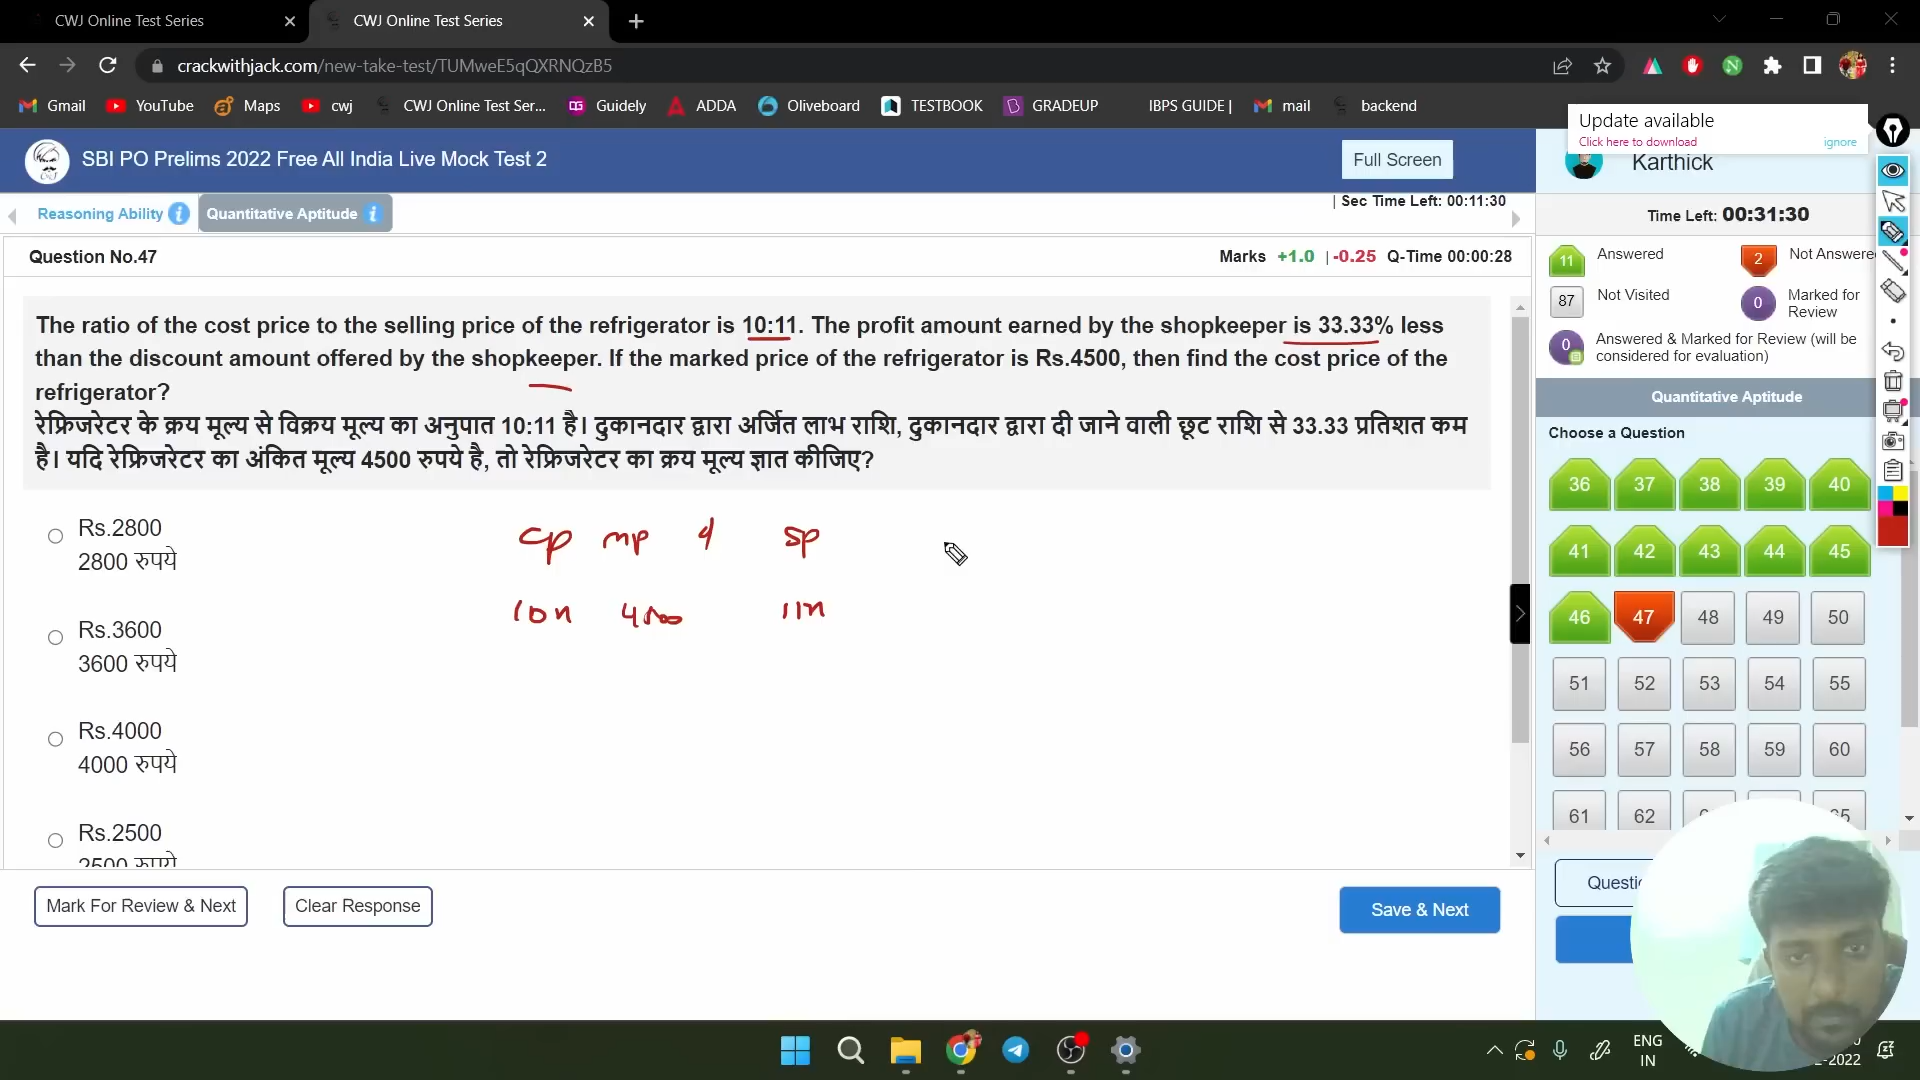 CWJ Online Test Series
CWJ Online Test Series
crackwithjack.com/new-take-test/TUMweE5qQXRNQzB5
Gmail YouTube Maps cwj CWJ Online Test Ser... Guidely ADDA Oliveboard TESTBOOK GRADEUP IBPS GUIDE | mail backend
Update available
Click here to download ignore
SBI PO Prelims 2022 Free All India Live Mock Test 2
Full Screen
Karthick
Reasoning Ability i Quantitative Aptitude i
| Sec Time Left: 00:11:30
Time Left: 00:31:30
Question No.47
Marks +1.0 |-0.25 Q-Time 00:00:28
11 Answered 2 Not Answere
87 Not Visited 0 Marked for Review
0 Answered & Marked for Review (will be considered for evaluation)
Quantitative Aptitude
Choose a Question
The ratio of the cost price to the selling price of the refrigerator is 10:11. The profit amount earned by the shopkeeper is 33.33% less
than the discount amount offered by the shopkeeper. If the marked price of the refrigerator is Rs.4500, then find the cost price of the
refrigerator?
रेफ्रिजरेटर के क्रय मूल्य से विक्रय मूल्य का अनुपात 10:11 है। दुकानदार द्वारा अर्जित लाभ राशि, दुकानदार द्वारा दी जाने वाली छूट राशि से 33.33 प्रतिशत कम
है। यदि रेफ्रिजरेटर का अंकित मूल्य 4500 रुपये है, तो रेफ्रिजरेटर का क्रय मूल्य ज्ञात कीजिए?
Rs.2800
2800 रुपये
Rs.3600
3600 रुपये
Rs.4000
4000 रुपये
Rs.2500
2500 रुपये
cp mp d sp
10n 4500 11n
36 37 38 39 40
41 42 43 44 45
46 47 48 49 50
51 52 53 54 55
56 57 58 59 60
61 62
Mark For Review & Next
Clear Response
Save & Next
ENG
IN